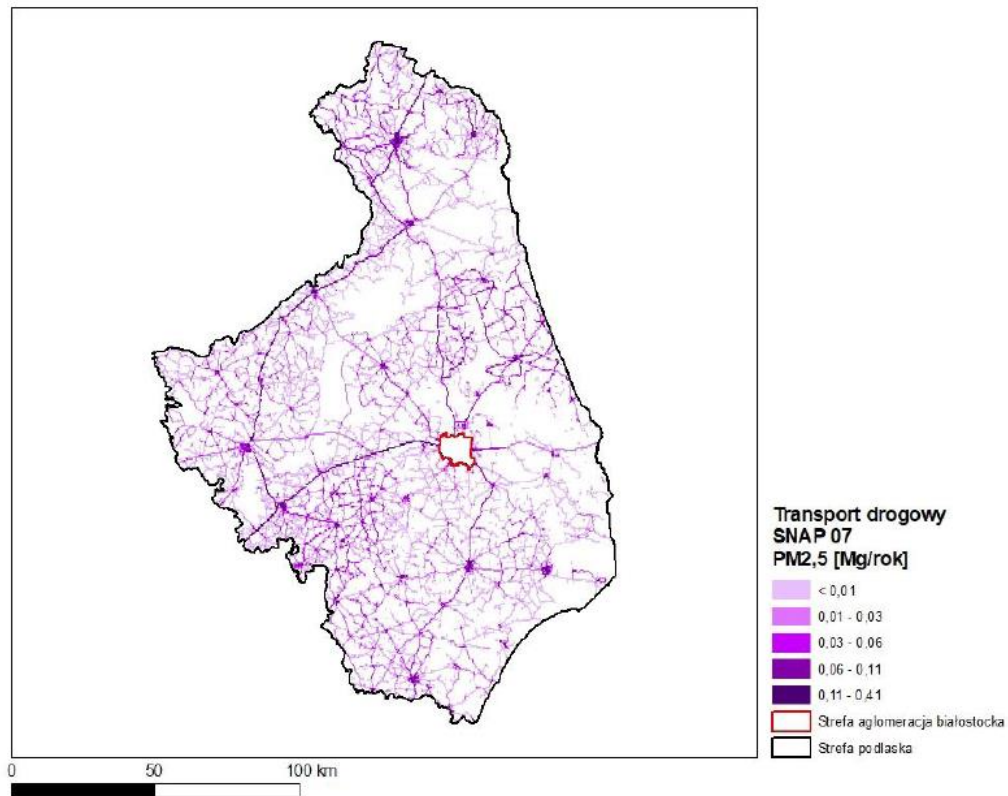 Transport drogowy
SNAP 07
PM2,5 [Mg/rok]
< 0,01
0,01 - 0,03
0,03 - 0,06
0,06 - 0,11
0,11 - 0,41
Strefa aglomeracja białostocka
Strefa podlaska
0 50 100 km